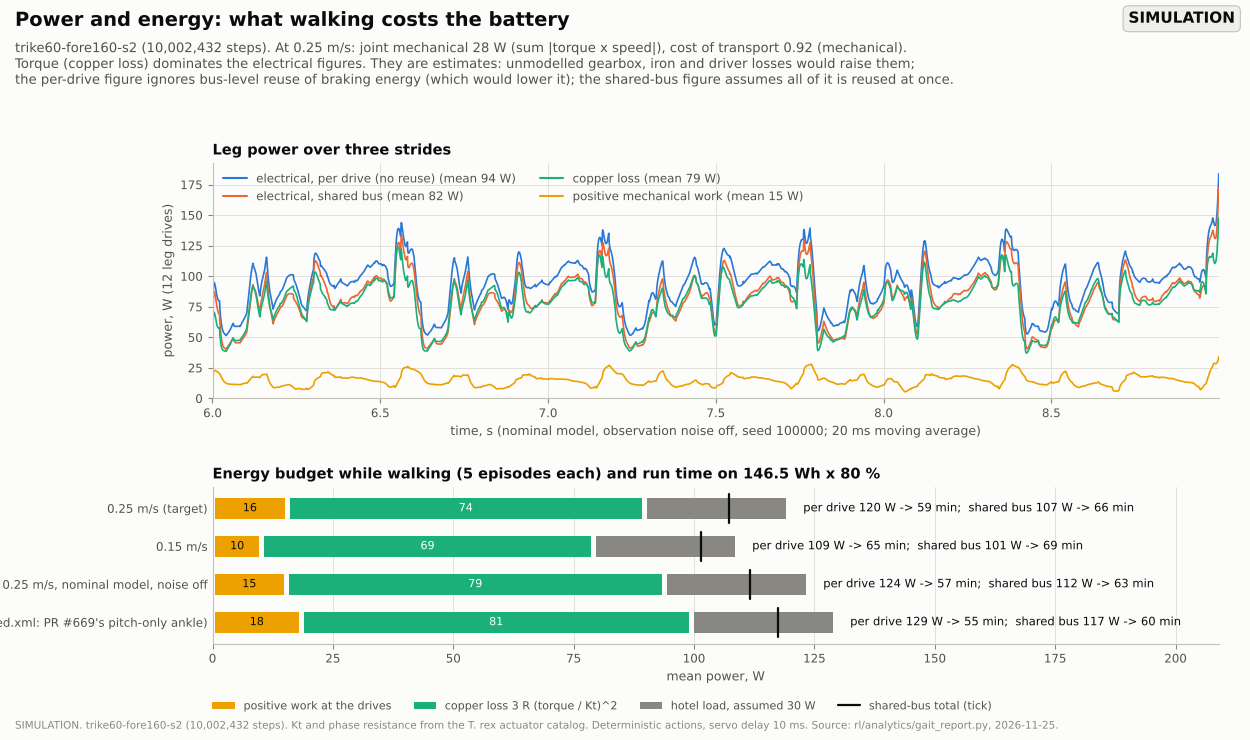 Power and energy: what walking costs the battery
SIMULATION
trike60-fore160-s2 (10,002,432 steps). At 0.25 m/s: joint mechanical 28 W (sum |torque x speed|), cost of transport 0.92 (mechanical).
Torque (copper loss) dominates the electrical figures. They are estimates: unmodelled gearbox, iron and driver losses would raise them;
the per-drive figure ignores bus-level reuse of braking energy (which would lower it); the shared-bus figure assumes all of it is reused at once.
Leg power over three strides
electrical, per drive (no reuse) (mean 94 W)
electrical, shared bus (mean 82 W)
copper loss (mean 79 W)
positive mechanical work (mean 15 W)
power, W (12 leg drives)
175
150
125
100
75
50
25
0
6.0 6.5 7.0 7.5 8.0 8.5
time, s (nominal model, observation noise off, seed 100000; 20 ms moving average)
Energy budget while walking (5 episodes each) and run time on 146.5 Wh x 80 %
0.25 m/s (target) 16 74 per drive 120 W -> 59 min; shared bus 107 W -> 66 min
0.15 m/s 10 69 per drive 109 W -> 65 min; shared bus 101 W -> 69 min
0.25 m/s, nominal model, noise off 15 79 per drive 124 W -> 57 min; shared bus 112 W -> 63 min
ed.xml: PR #669's pitch-only ankle) 18 81 per drive 129 W -> 55 min; shared bus 117 W -> 60 min
0 25 50 75 100 125 150 175 200
mean power, W
positive work at the drives
copper loss 3 R (torque / Kt)^2
hotel load, assumed 30 W
shared-bus total (tick)
SIMULATION. trike60-fore160-s2 (10,002,432 steps). Kt and phase resistance from the T. rex actuator catalog. Deterministic actions, servo delay 10 ms. Source: rl/analytics/gait_report.py, 2026-11-25.